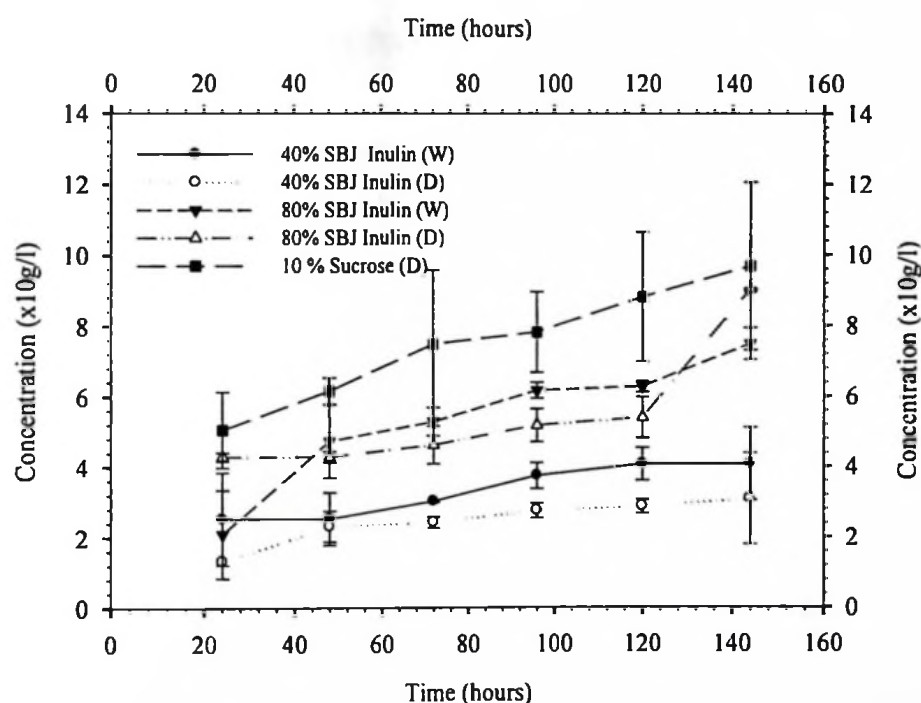 Time (hours)
0 20 40 60 80 100 120 140 160
14 14
12 12
10 10
8 8
6 6
4 4
2 2
0 0
40% SBJ Inulin (W)
40% SBJ Inulin (D)
80% SBJ Inulin (W)
80% SBJ Inulin (D)
10 % Sucrose (D)
Concentration (x10g/l)
Concentration (x10g/l)
0 20 40 60 80 100 120 140 160
Time (hours)